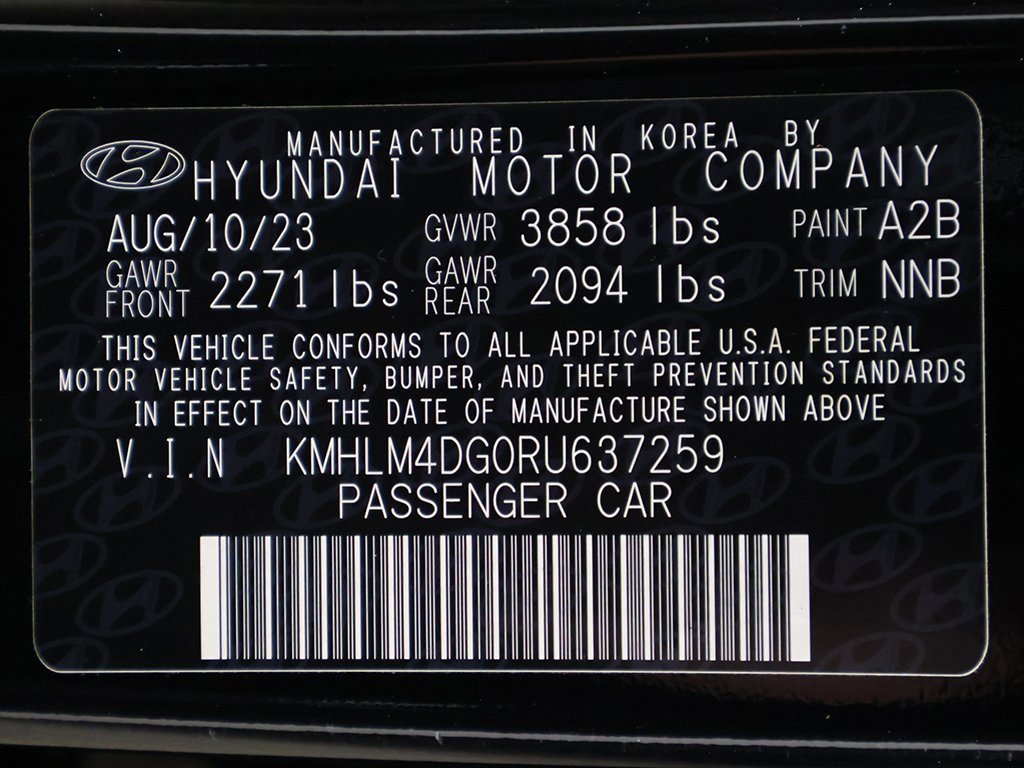 MANUFACTURED IN KOREA BY
HYUNDAI MOTOR COMPANY
AUG/10/23 GVWR 3858 lbs PAINT A2B
GAWR FRONT 2271 lbs GAWR REAR 2094 lbs TRIM NNB
THIS VEHICLE CONFORMS TO ALL APPLICABLE U.S.A. FEDERAL
MOTOR VEHICLE SAFETY, BUMPER, AND THEFT PREVENTION STANDARDS
IN EFFECT ON THE DATE OF MANUFACTURE SHOWN ABOVE
V.I.N KMHLM4DG0RU637259
PASSENGER CAR